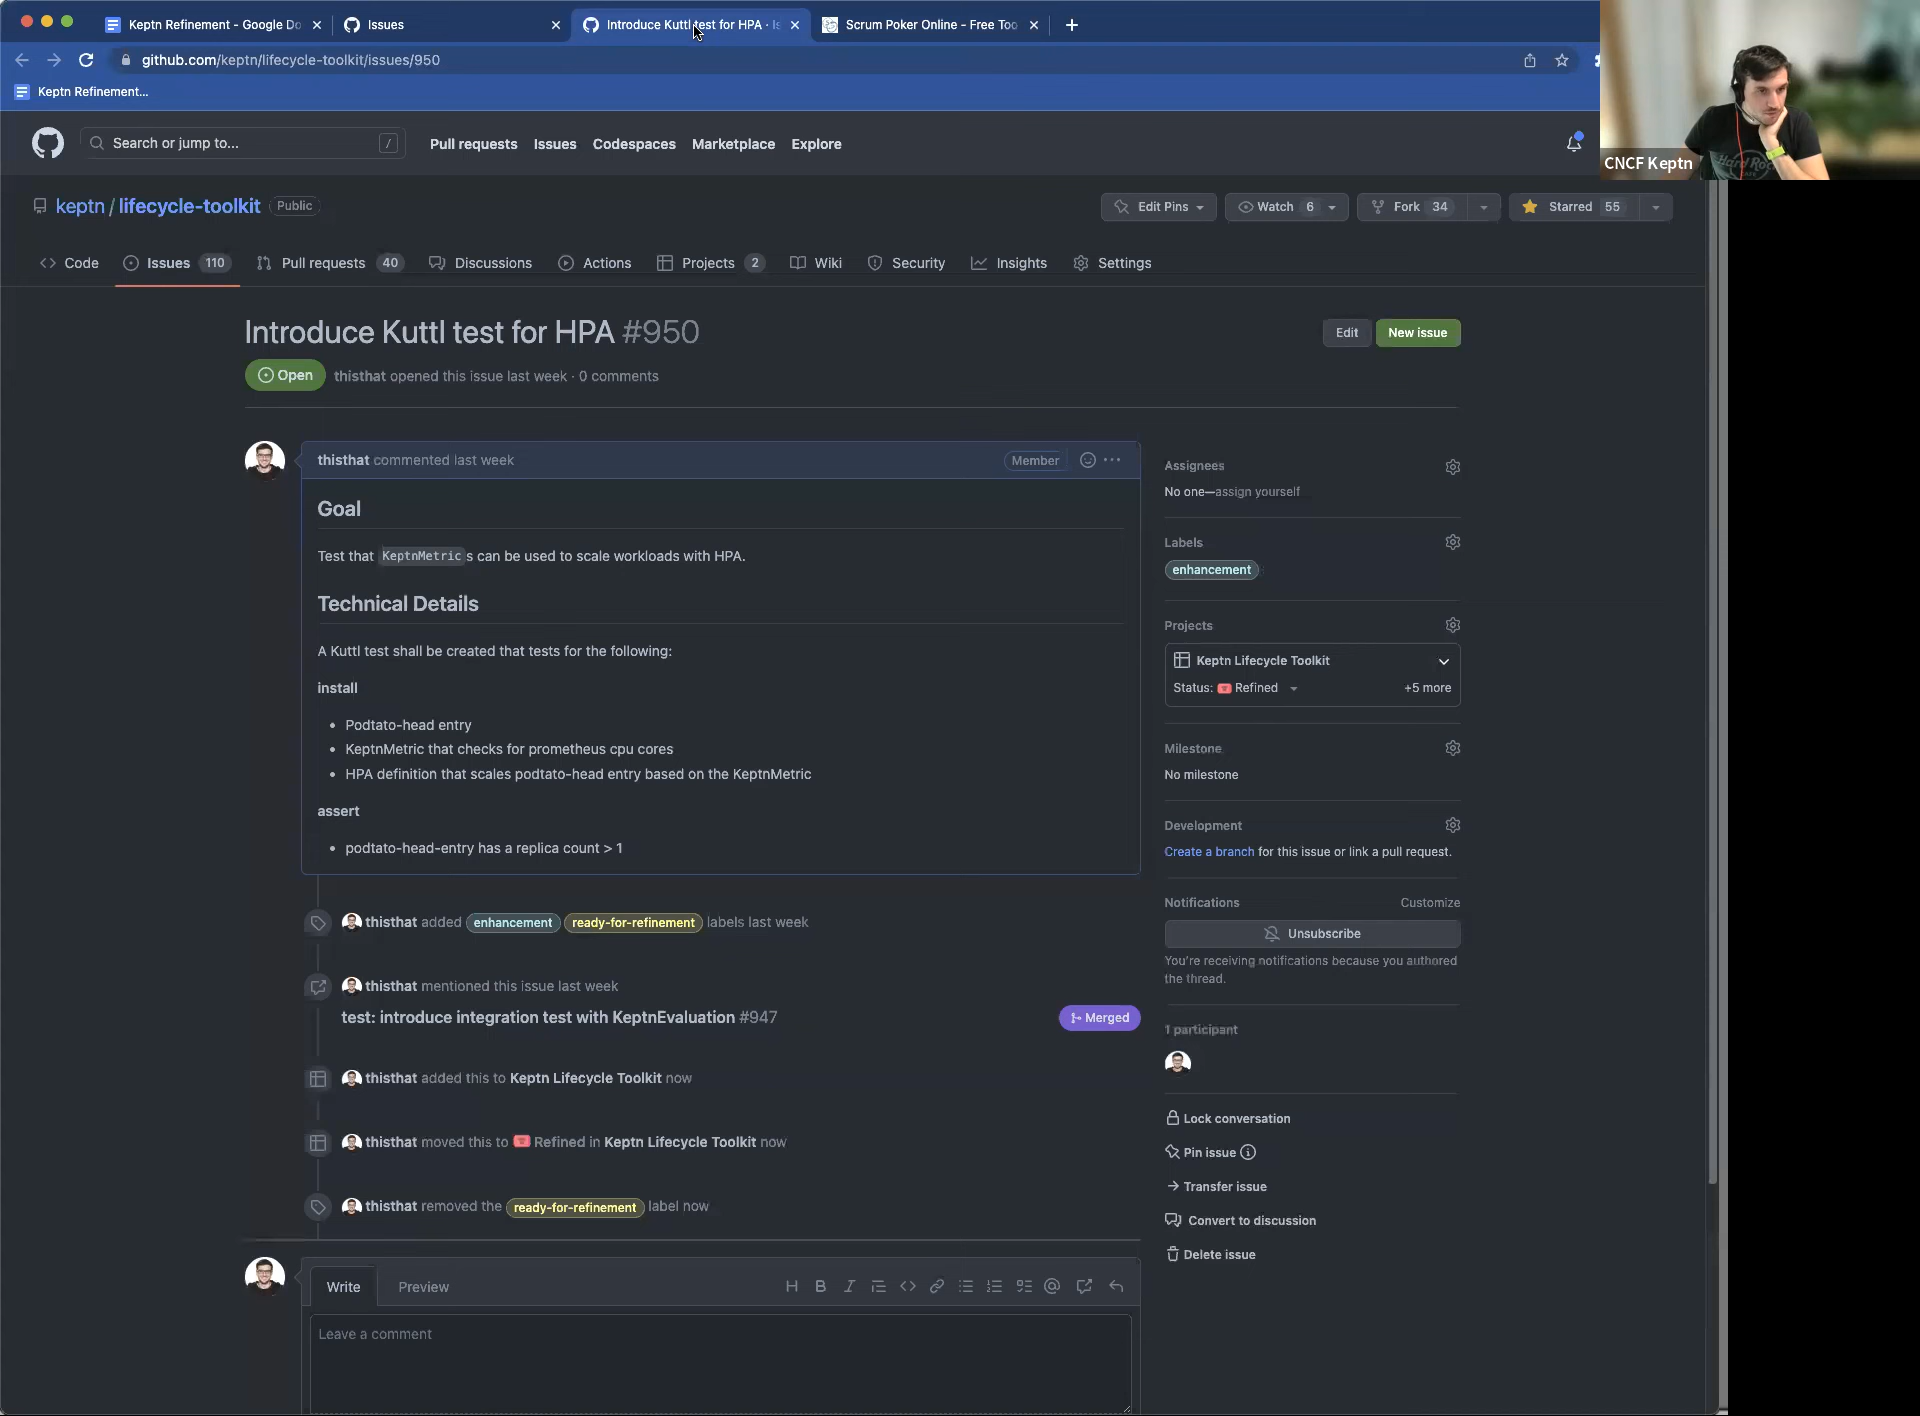 Keptn Refinement - Google Do
Issues
Introduce Kuttl test for HPA · Is
Scrum Poker Online - Free Too
github.com/keptn/lifecycle-toolkit/issues/950
Keptn Refinement...
Search or jump to...
/
Pull requests
Issues
Codespaces
Marketplace
Explore
CNCF Keptn
keptn / lifecycle-toolkit
Public
Edit Pins
Watch 6
Fork 34
Starred 55
Code
Issues 110
Pull requests 40
Discussions
Actions
Projects 2
Wiki
Security
Insights
Settings
Introduce Kuttl test for HPA #950
Edit
New issue
Open
thisthat opened this issue last week · 0 comments
thisthat commented last week
Member
Goal
Test that KeptnMetric s can be used to scale workloads with HPA.
Technical Details
A Kuttl test shall be created that tests for the following:
install
• Podtato-head entry
• KeptnMetric that checks for prometheus cpu cores
• HPA definition that scales podtato-head entry based on the KeptnMetric
assert
• podtato-head-entry has a replica count > 1
thisthat added enhancement ready-for-refinement labels last week
thisthat mentioned this issue last week
test: introduce integration test with KeptnEvaluation #947
Merged
thisthat added this to Keptn Lifecycle Toolkit now
thisthat moved this to Refined in Keptn Lifecycle Toolkit now
thisthat removed the ready-for-refinement label now
Write
Preview
Leave a comment
Assignees
No one—assign yourself
Labels
enhancement
Projects
Keptn Lifecycle Toolkit
Status: Refined
+5 more
Milestone
No milestone
Development
Create a branch for this issue or link a pull request.
Notifications
Customize
Unsubscribe
You're receiving notifications because you authored
the thread.
1 participant
Lock conversation
Pin issue
Transfer issue
Convert to discussion
Delete issue